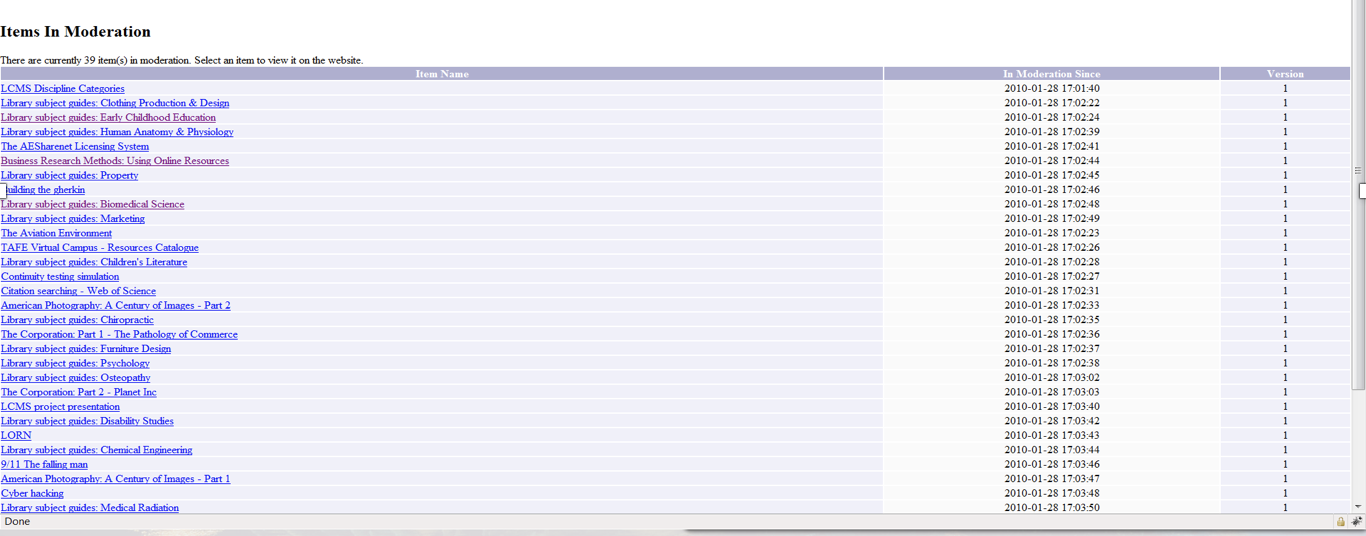 Items In Moderation
There are currently 39 item(s) in moderation. Select an item to view it on the website.
Item Name In Moderation Since Version
LCMS Discipline Categories 2010-01-28 17:01:40 1
Library subject guides: Clothing Production & Design 2010-01-28 17:02:22 1
Library subject guides: Early Childhood Education 2010-01-28 17:02:24 1
Library subject guides: Human Anatomy & Physiology 2010-01-28 17:02:39 1
The AESharenet Licensing System 2010-01-28 17:02:41 1
Business Research Methods: Using Online Resources 2010-01-28 17:02:44 1
Library subject guides: Property 2010-01-28 17:02:45 1
uilding the gherkin 2010-01-28 17:02:46 1
Library subject guides: Biomedical Science 2010-01-28 17:02:48 1
Library subject guides: Marketing 2010-01-28 17:02:49 1
The Aviation Environment 2010-01-28 17:02:23 1
TAFE Virtual Campus - Resources Catalogue 2010-01-28 17:02:26 1
Library subject guides: Children's Literature 2010-01-28 17:02:28 1
Continuity testing simulation 2010-01-28 17:02:27 1
Citation searching - Web of Science 2010-01-28 17:02:31 1
American Photography: A Century of Images - Part 2 2010-01-28 17:02:33 1
Library subject guides: Chiropractic 2010-01-28 17:02:35 1
The Corporation: Part 1 - The Pathology of Commerce 2010-01-28 17:02:36 1
Library subject guides: Furniture Design 2010-01-28 17:02:37 1
Library subject guides: Psychology 2010-01-28 17:02:38 1
Library subject guides: Osteopathy 2010-01-28 17:03:02 1
The Corporation: Part 2 - Planet Inc 2010-01-28 17:03:03 1
LCMS project presentation 2010-01-28 17:03:40 1
Library subject guides: Disability Studies 2010-01-28 17:03:42 1
LORN 2010-01-28 17:03:43 1
Library subject guides: Chemical Engineering 2010-01-28 17:03:44 1
9/11 The falling man 2010-01-28 17:03:46 1
American Photography: A Century of Images - Part 1 2010-01-28 17:03:47 1
Cyber hacking 2010-01-28 17:03:48 1
Library subject guides: Medical Radiation 2010-01-28 17:03:50 1
Done